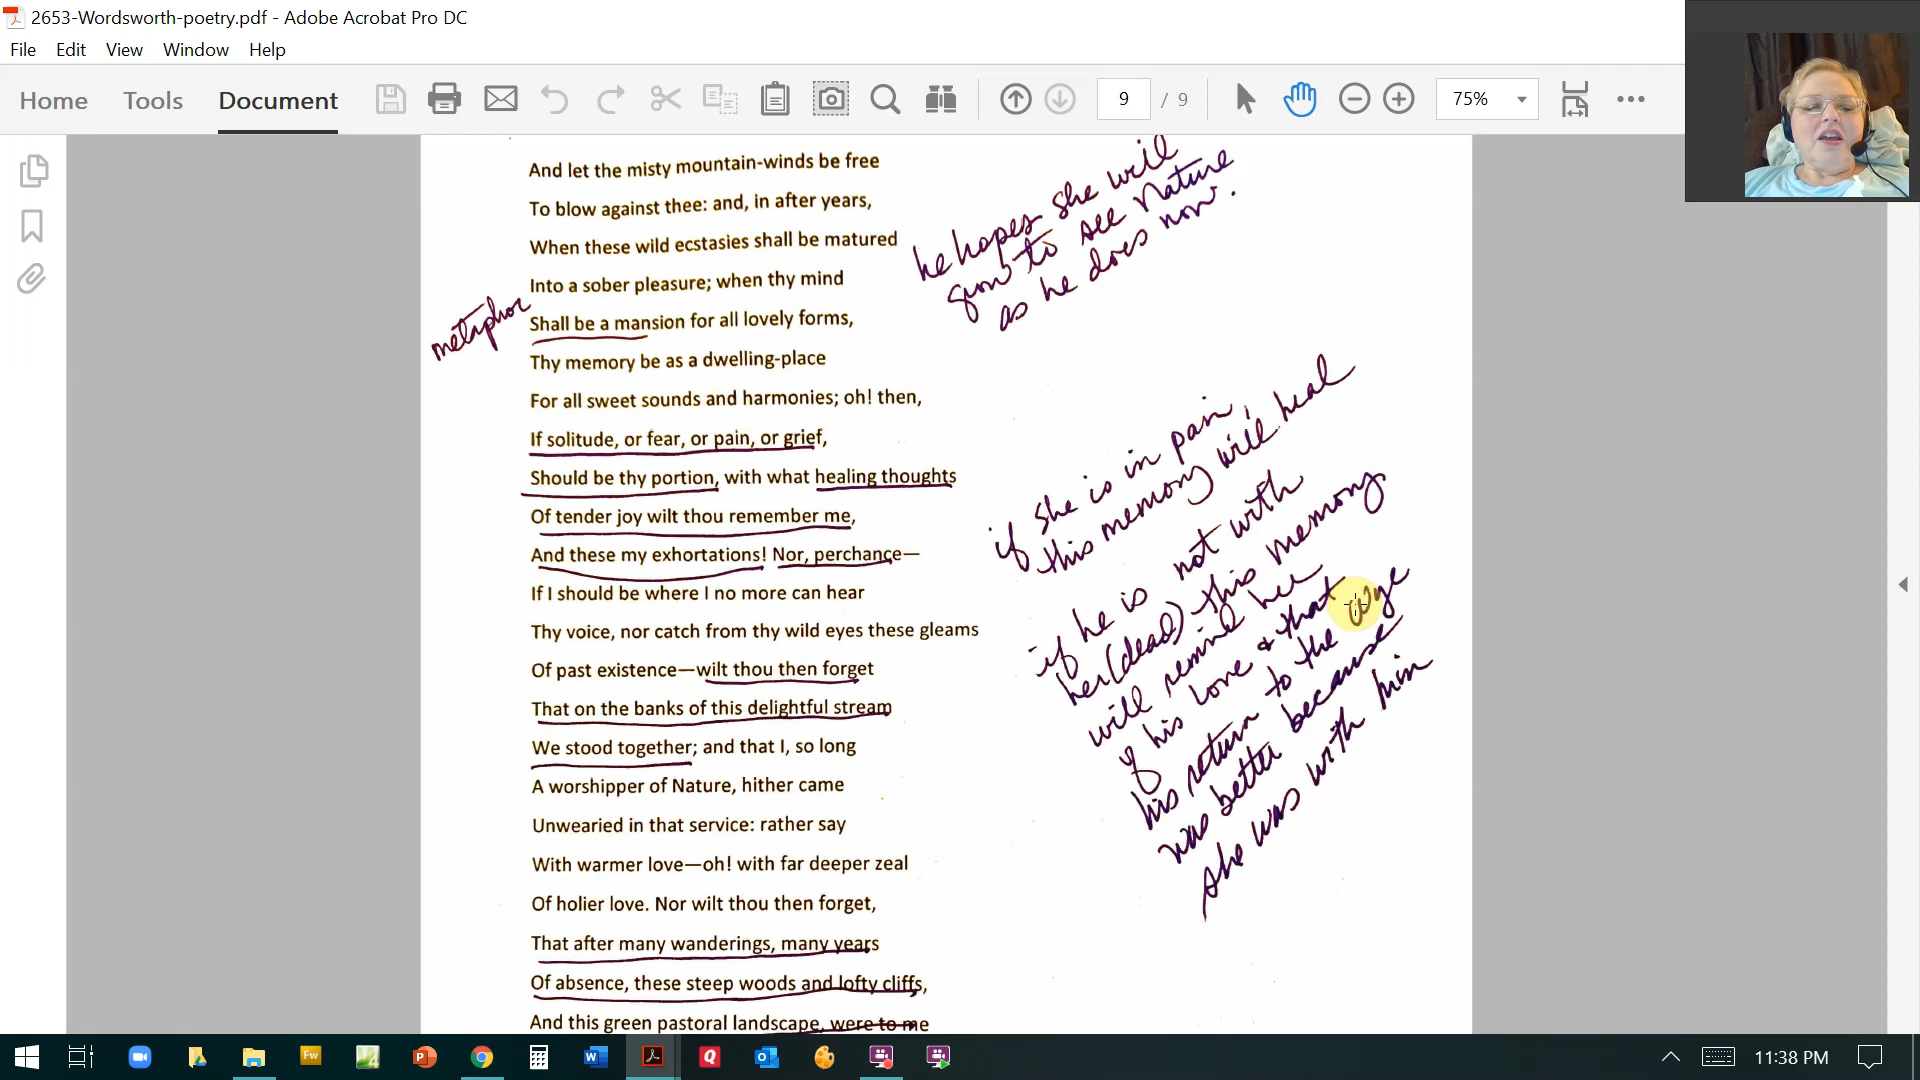 2653-Wordsworth-poetry.pdf - Adobe Acrobat Pro DC
File Edit View Window Help
Home Tools Document 9 / 9 75%
And let the misty mountain-winds be free
To blow against thee: and, in after years,
When these wild ecstasies shall be matured
Into a sober pleasure; when thy mind
Shall be a mansion for all lovely forms,
Thy memory be as a dwelling-place
For all sweet sounds and harmonies; oh! then,
If solitude, or fear, or pain, or grief,
Should be thy portion, with what healing thoughts
Of tender joy wilt thou remember me,
And these my exhortations! Nor, perchance—
If I should be where I no more can hear
Thy voice, nor catch from thy wild eyes these gleams
Of past existence—wilt thou then forget
That on the banks of this delightful stream
We stood together; and that I, so long
A worshipper of Nature, hither came
Unwearied in that service: rather say
With warmer love—oh! with far deeper zeal
Of holier love. Nor wilt thou then forget,
That after many wanderings, many years
Of absence, these steep woods and lofty cliffs,
And this green pastoral landscape, were to me
metaphor
he hopes she will
grow to see Nature
as he does now.
if she is in pain,
this memory will heal
if he is not with
her (dead) this memory
will remind her
of his love & that
his return to the Wye
was better because
she was with him
Fw
4
P
W
Q
11:38 PM